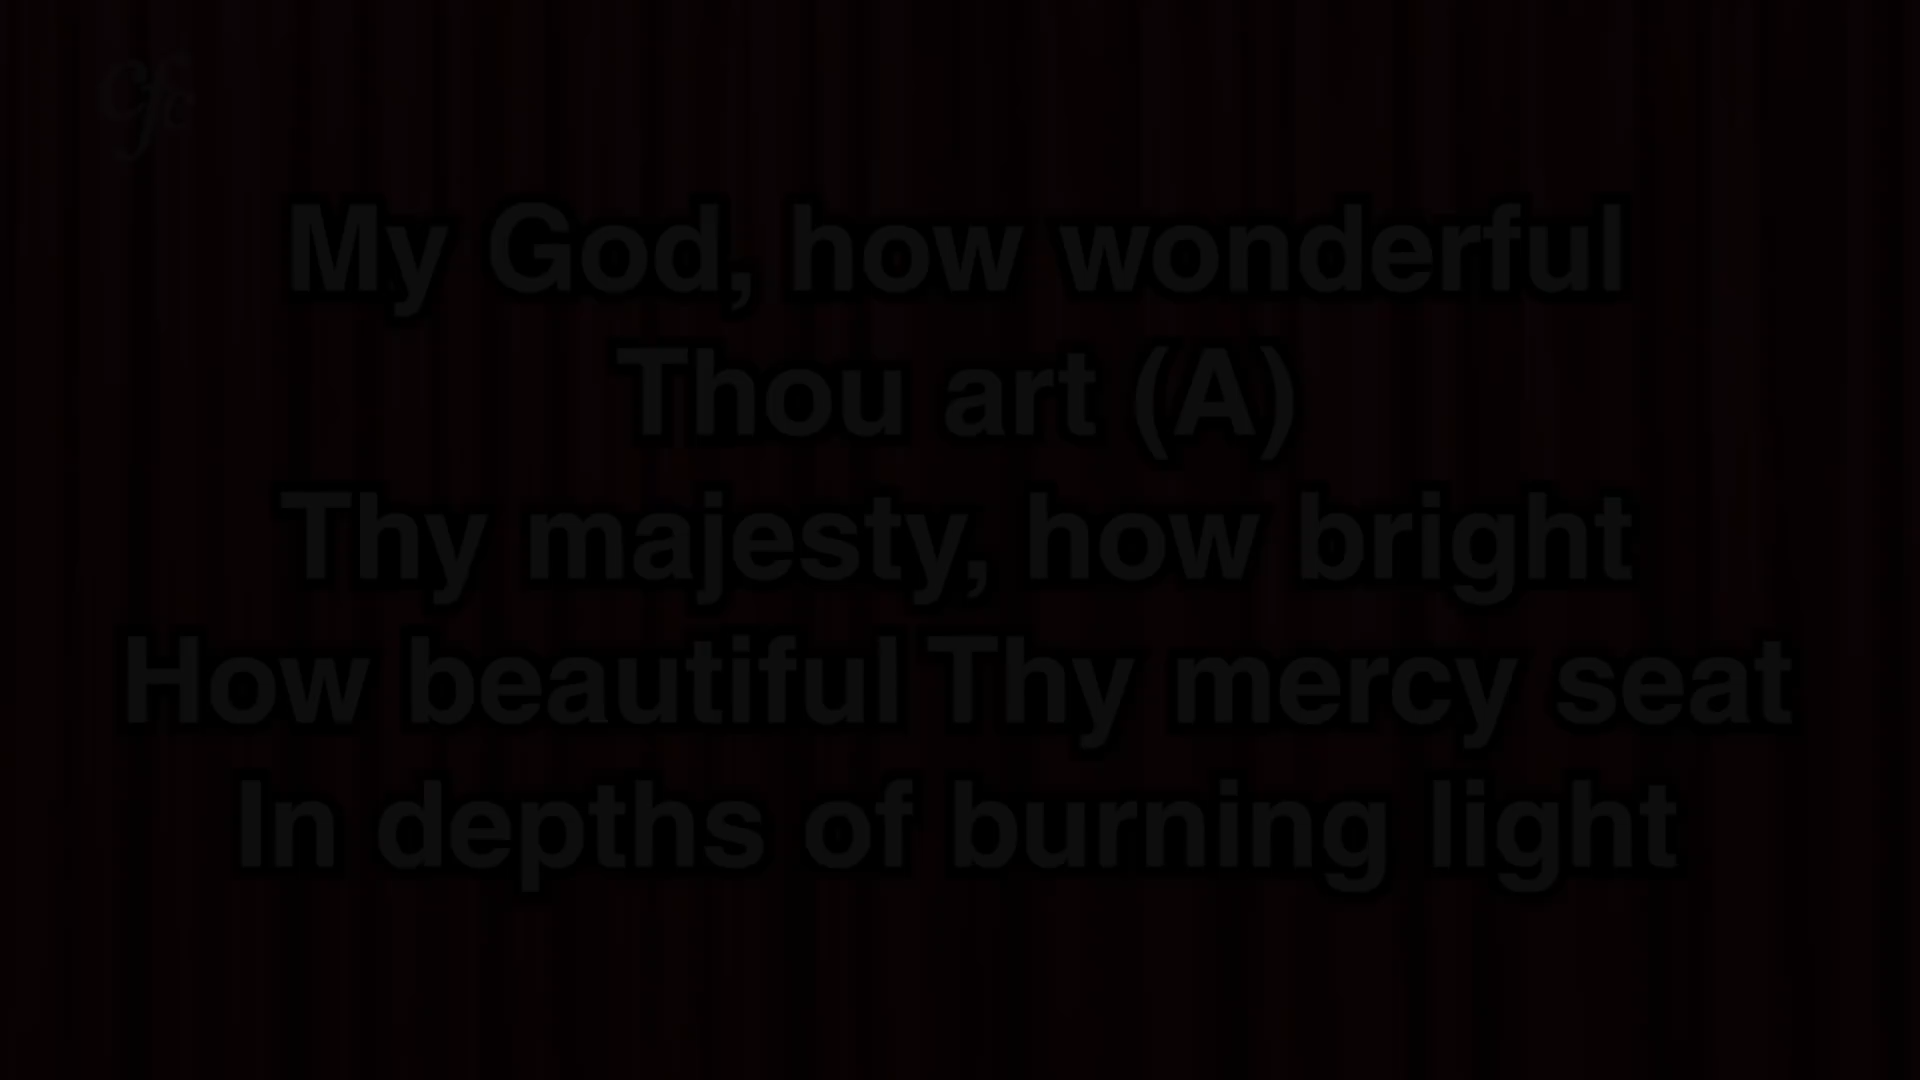 cfc
My God, how wonderful
Thou art (A)
Thy majesty, how bright
How beautiful Thy mercy seat
In depths of burning light